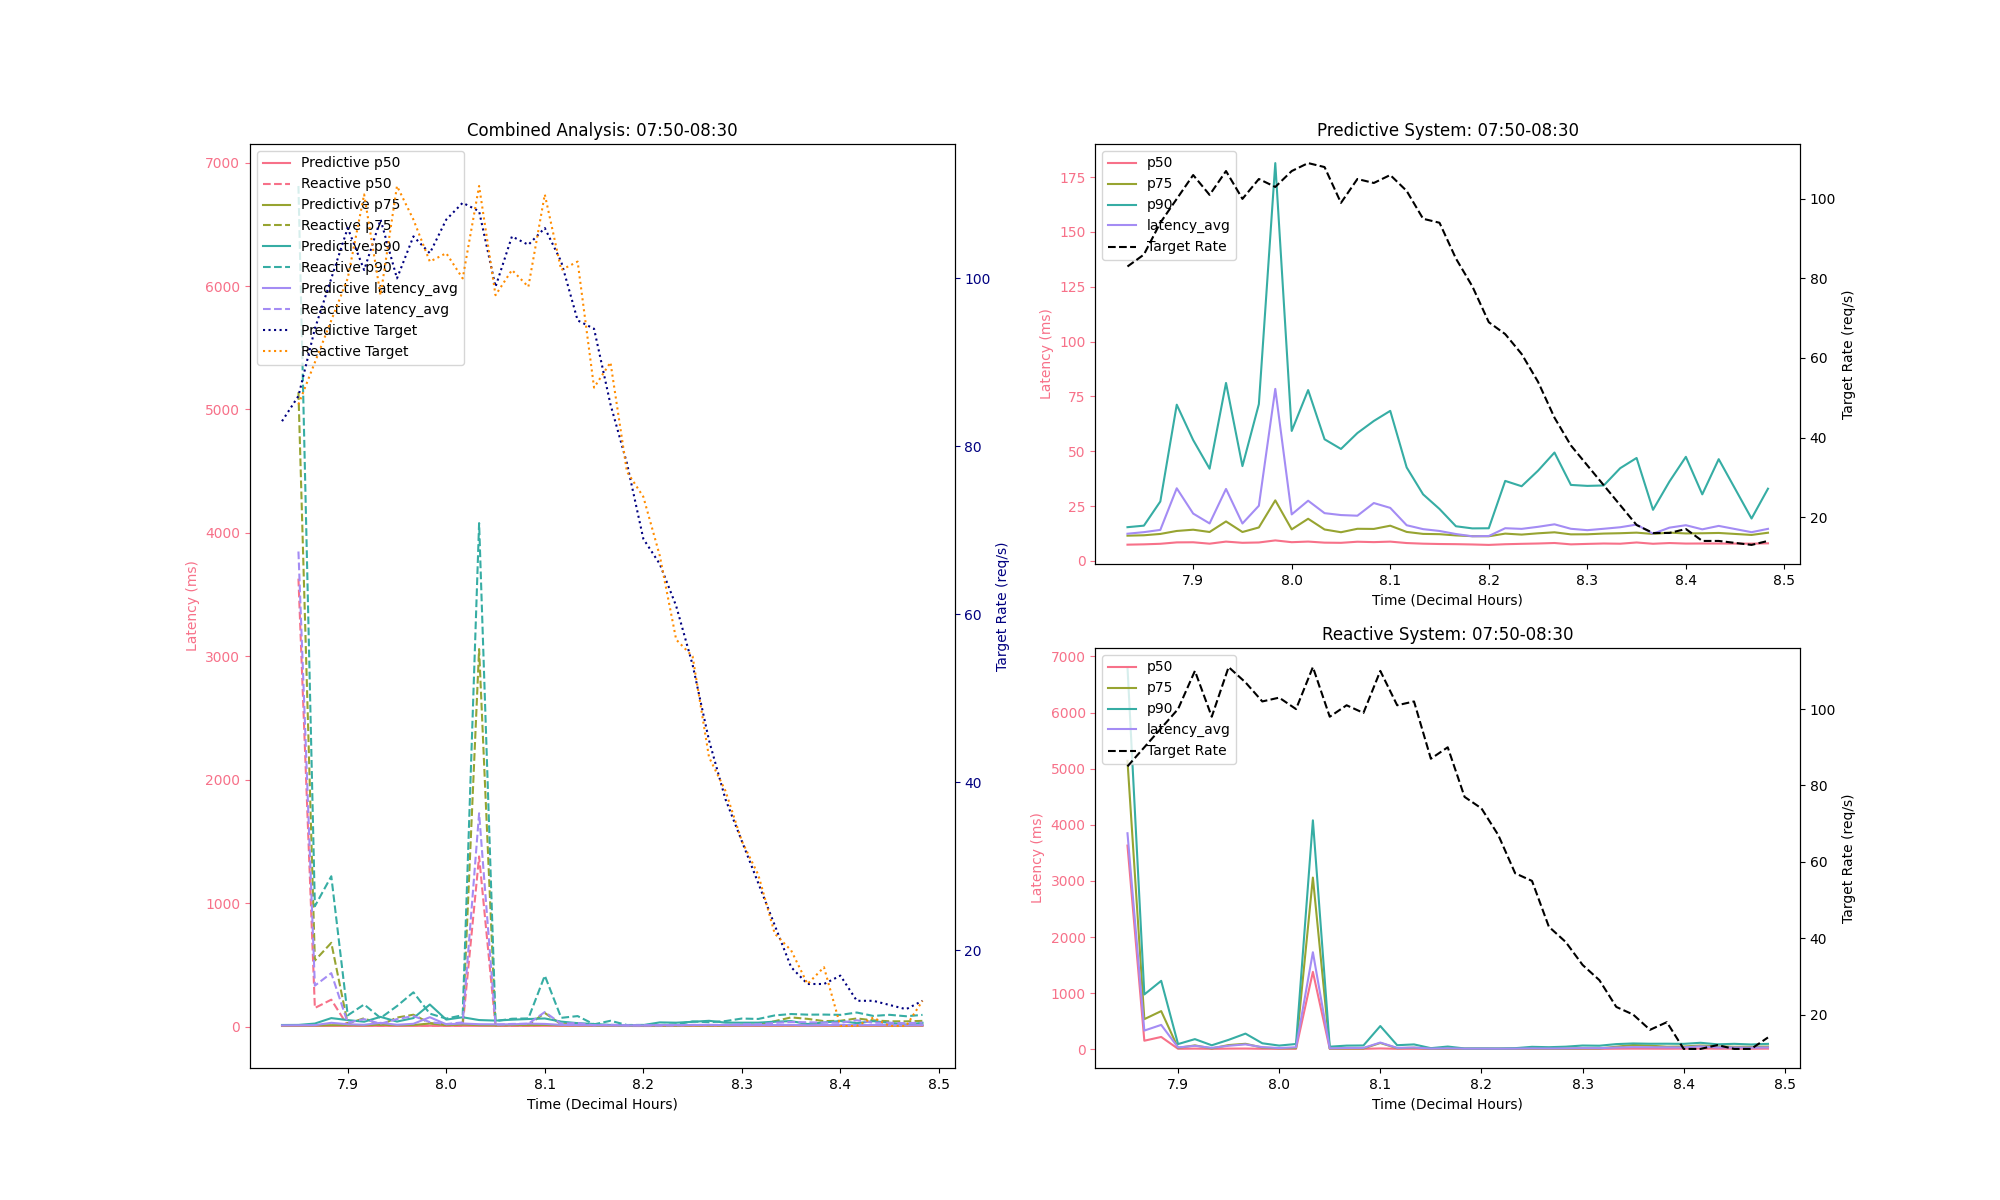 Combined Analysis: 07:50-08:30
Predictive p50
Reactive p50
Predictive p75
Reactive p75
Predictive p90
Reactive p90
Predictive latency_avg
Reactive latency_avg
Predictive Target
Reactive Target
7000
6000
5000
4000
3000
2000
1000
0
Latency (ms)
100
80
60
40
20
Target Rate (req/s)
7.9 8.0 8.1 8.2 8.3 8.4 8.5
Time (Decimal Hours)
Predictive System: 07:50-08:30
p50
p75
p90
latency_avg
Target Rate
175
150
125
100
75
50
25
0
Latency (ms)
100
80
60
40
20
Target Rate (req/s)
7.9 8.0 8.1 8.2 8.3 8.4 8.5
Time (Decimal Hours)
Reactive System: 07:50-08:30
p50
p75
p90
latency_avg
Target Rate
7000
6000
5000
4000
3000
2000
1000
0
Latency (ms)
100
80
60
40
20
Target Rate (req/s)
7.9 8.0 8.1 8.2 8.3 8.4 8.5
Time (Decimal Hours)